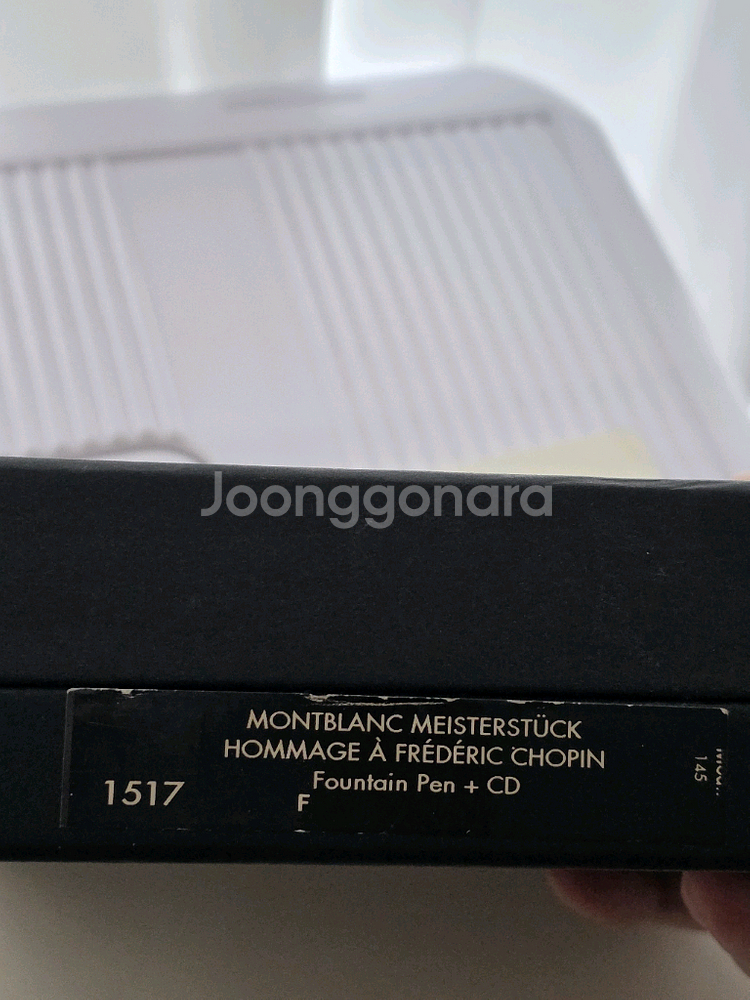 Joonggonara
MONTBLANC MEISTERSTÜCK
HOMMAGE À FRÉDÉRIC CHOPIN
Fountain Pen + CD
1517
F
145